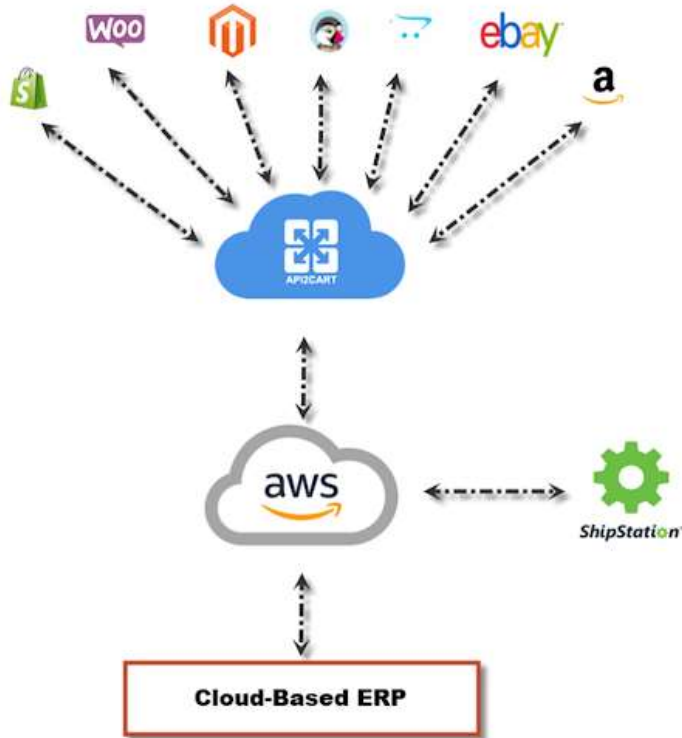 WOO
ebay
a
API2CART
aws
ShipStation
Cloud-Based ERP